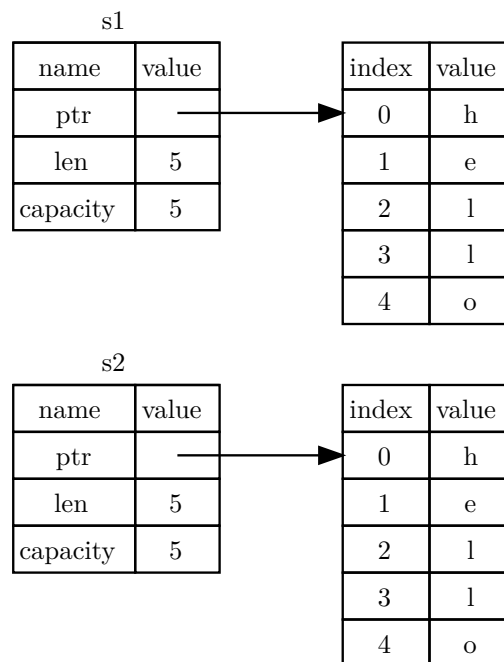 s1
name value index value
ptr 0 h
len 5 1 e
capacity 5 2 l
3 l
4 o
s2
name value index value
ptr 0 h
len 5 1 e
capacity 5 2 l
3 l
4 o